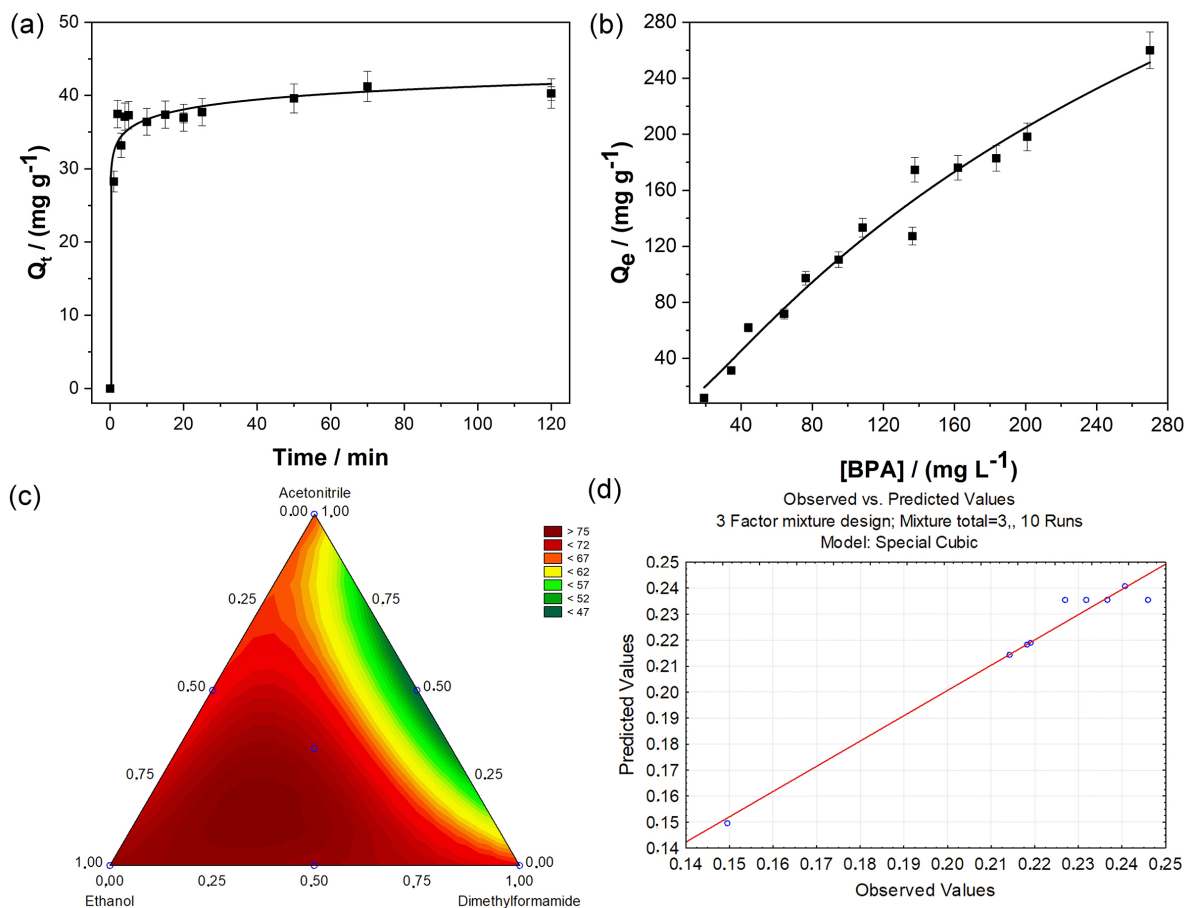 (a)
50
40
30
20
10
0
Q_t / (mg g^-1)
0 20 40 60 80 100 120
Time / min
(b)
280
240
200
160
120
80
40
Q_e / (mg g^-1)
40 80 120 160 200 240 280
[BPA] / (mg L^-1)
(c)
Acetonitrile
0.00 1.00
0.25 0.75
0.50 0.50
0.75 0.25
1.00 0.00
0.00 0.25 0.50 0.75 1.00
Ethanol Dimethylformamide
> 75
< 72
< 67
< 62
< 57
< 52
< 47
(d)
Observed vs. Predicted Values
3 Factor mixture design; Mixture total=3,, 10 Runs
Model: Special Cubic
0.25
0.24
0.23
0.22
0.21
0.20
0.19
0.18
0.17
0.16
0.15
0.14
Predicted Values
0.14 0.15 0.16 0.17 0.18 0.19 0.20 0.21 0.22 0.23 0.24 0.25
Observed Values